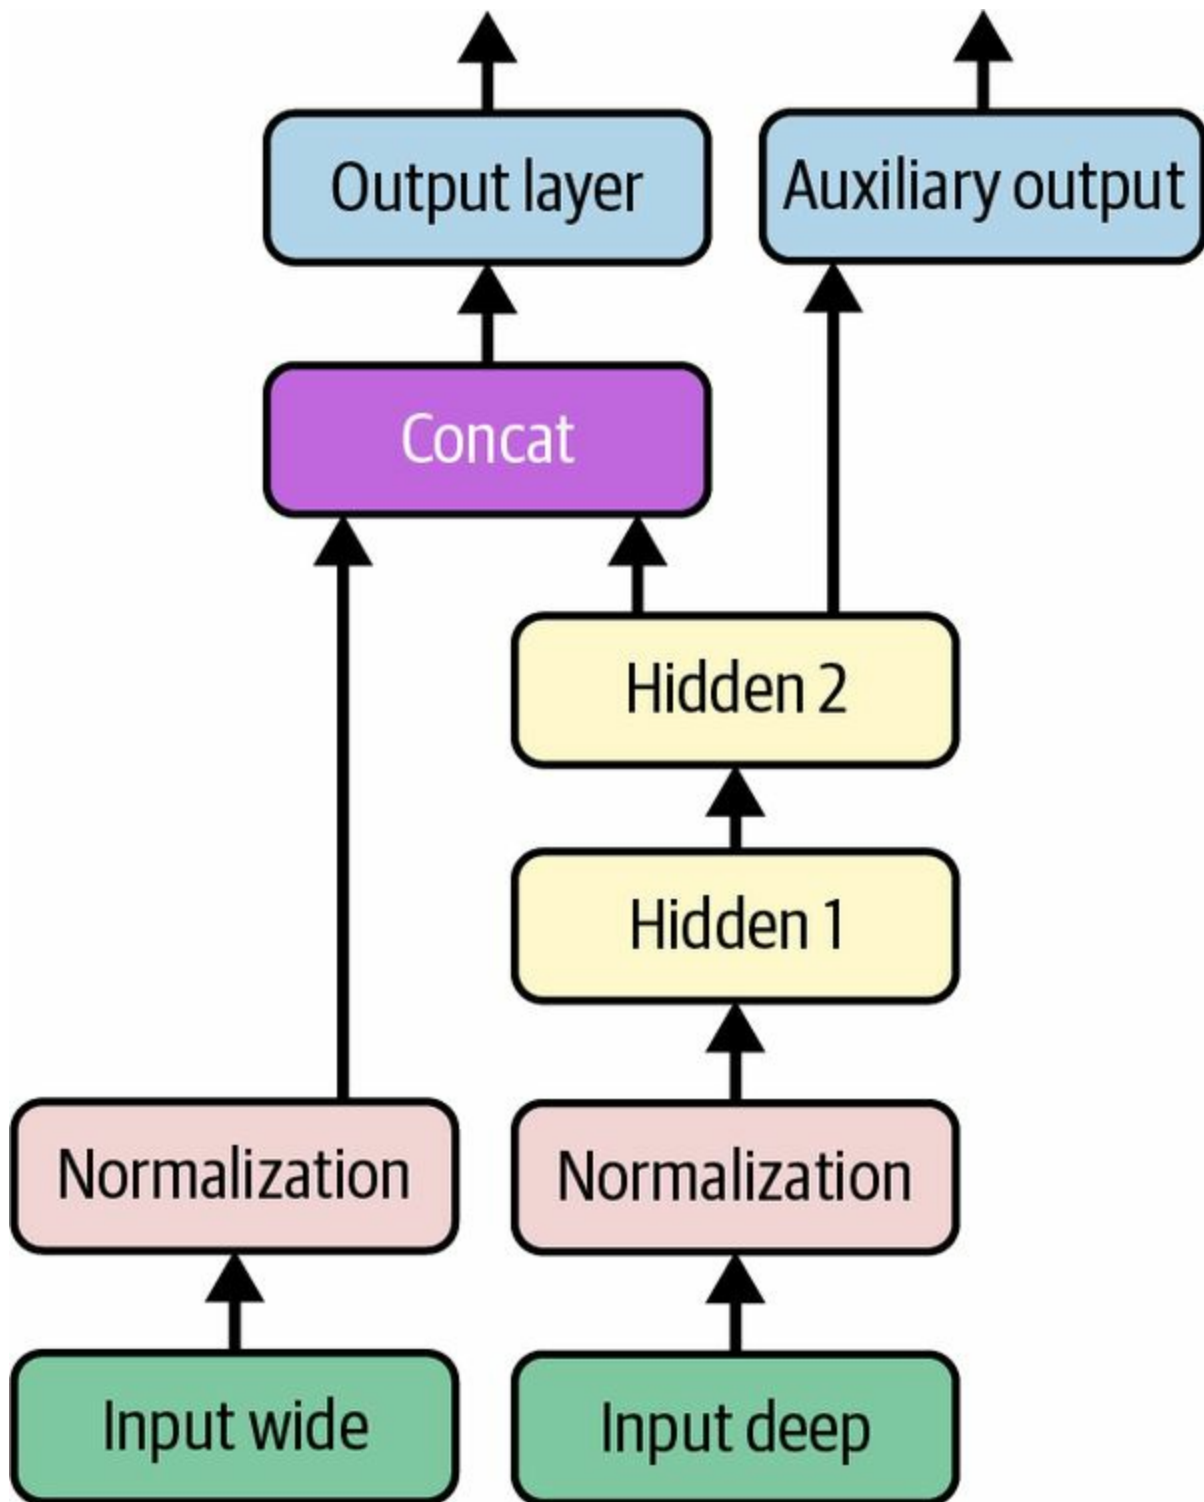 Output layer
Auxiliary output
Concat
Hidden 2
Hidden 1
Normalization
Normalization
Input wide
Input deep